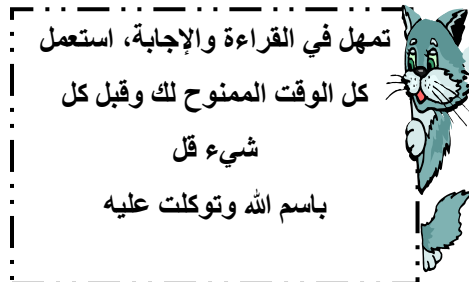 تمهل في القراءة والإجابة، استعمل
كل الوقت الممنوح لك وقبل كل
شيء قل
باسم الله وتوكلت عليه